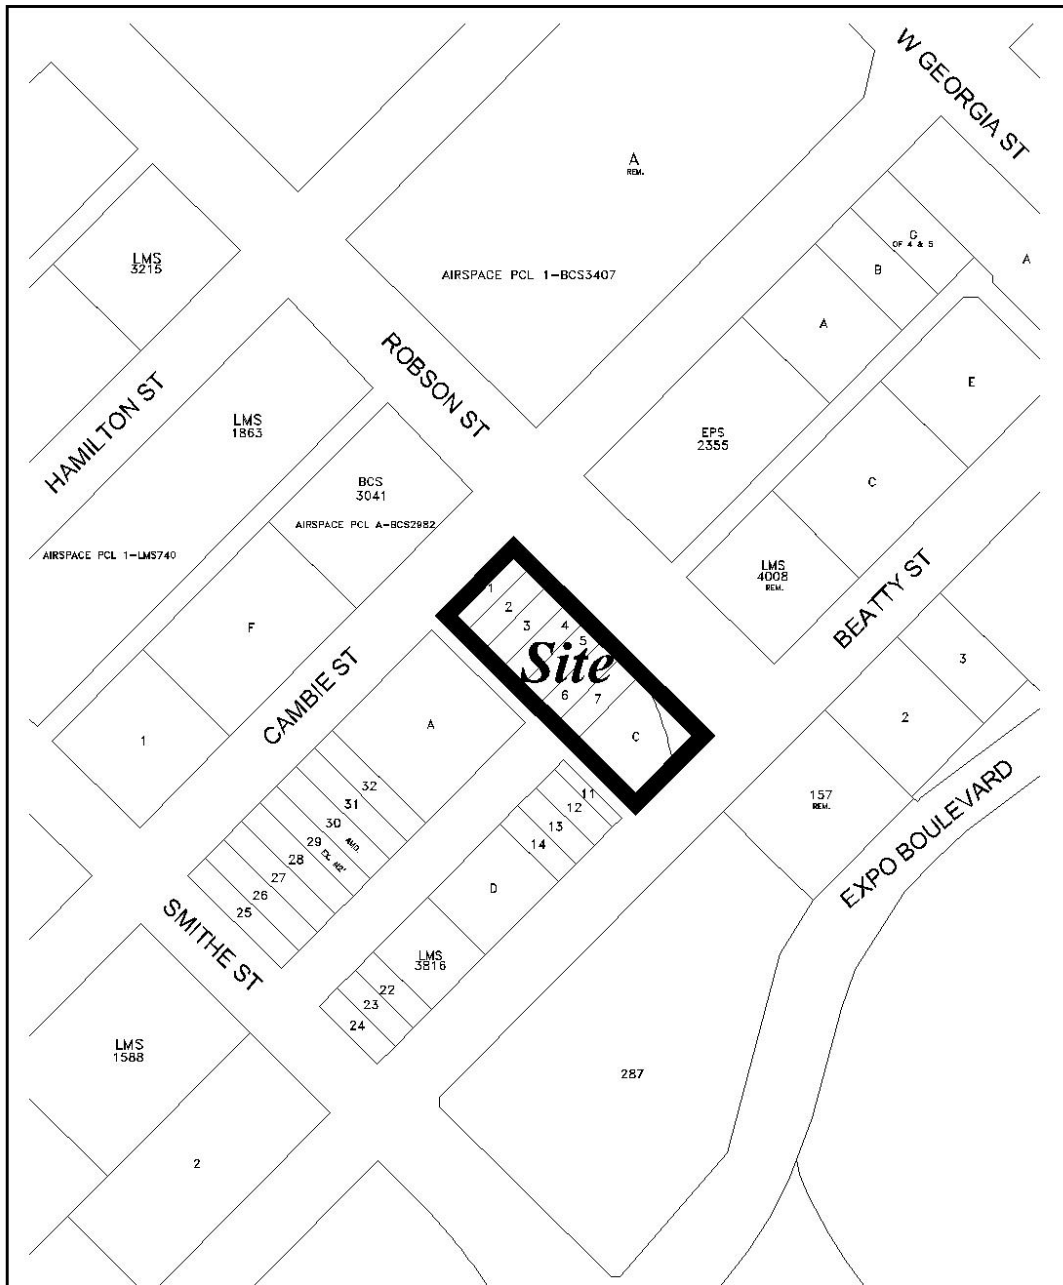 W GEORGIA ST
A
REM.
G
OF 4 & 5
LMS
3215
B
A
AIRSPACE PCL 1-BCS3407
A
ROBSON ST
E
HAMILTON ST
LMS
1863
EPS
2355
BCS
3041
C
AIRSPACE PCL A-BCS2982
AIRSPACE PCL 1-LMS740
LMS
4008
REM.
BEATTY ST
1
2
3
4
5
F
Site
3
6
7
CAMBIE ST
2
A
C
1
32
31
30
AMD.
29
EX. N2'
28
27
26
25
11
12
13
14
157
REM.
EXPO BOULEVARD
D
SMITHE ST
LMS
3816
22
23
24
LMS
1588
287
2